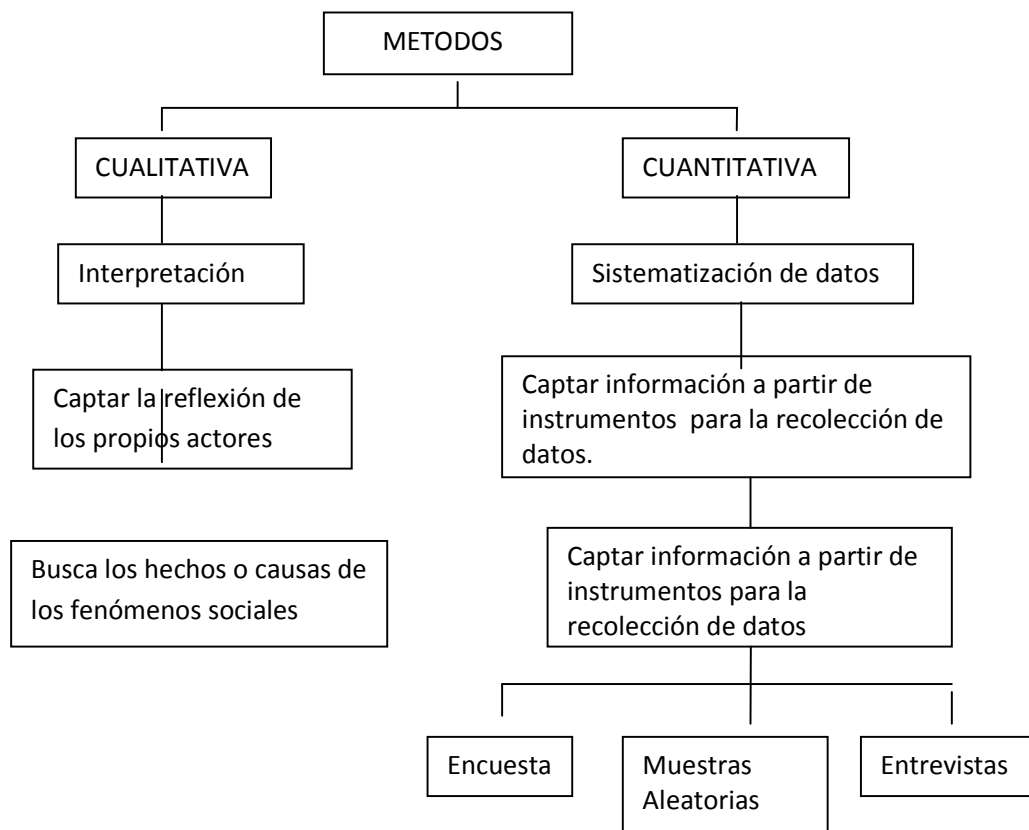 METODOS
CUALITATIVA
CUANTITATIVA
Interpretación
Sistematización de datos
Captar la reflexión de
los propios actores
Captar información a partir de
instrumentos  para la recolección de
datos.
Busca los hechos o causas de
los fenómenos sociales
Captar información a partir de
instrumentos para la
recolección de datos
Encuesta
Muestras
Aleatorias
Entrevistas